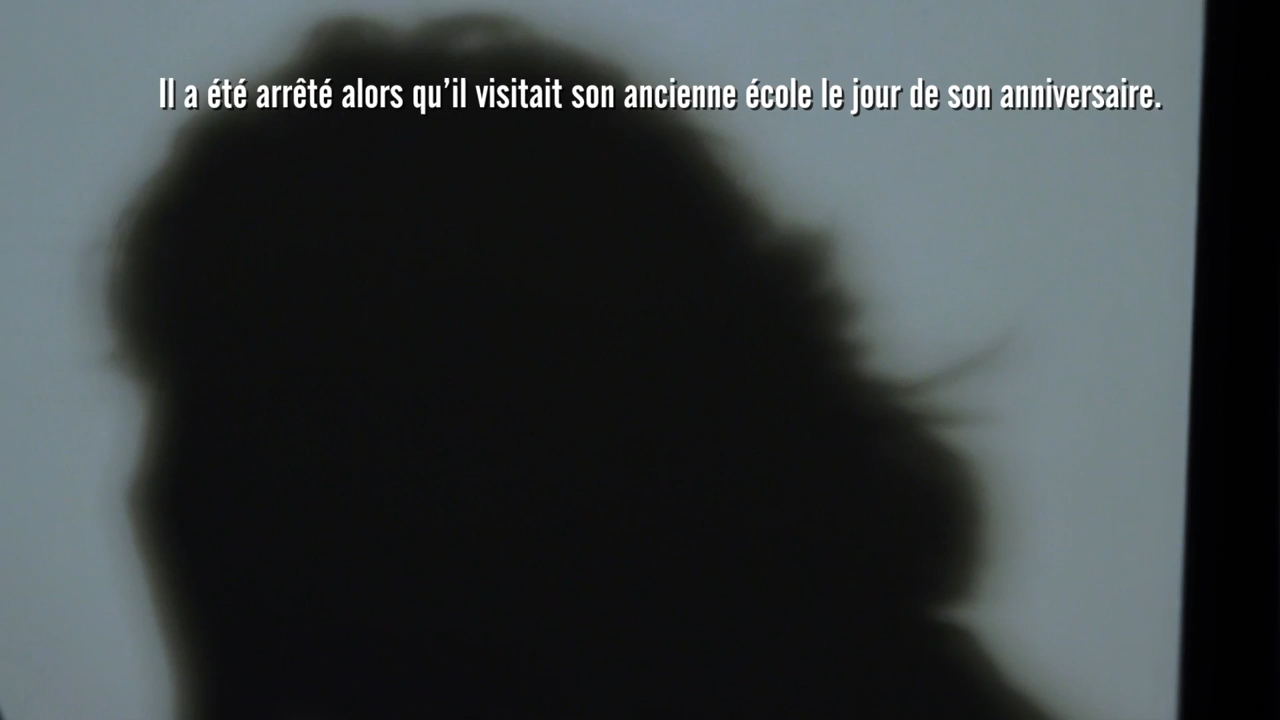 Il a été arrêté alors qu’il visitait son ancienne école le jour de son anniversaire.